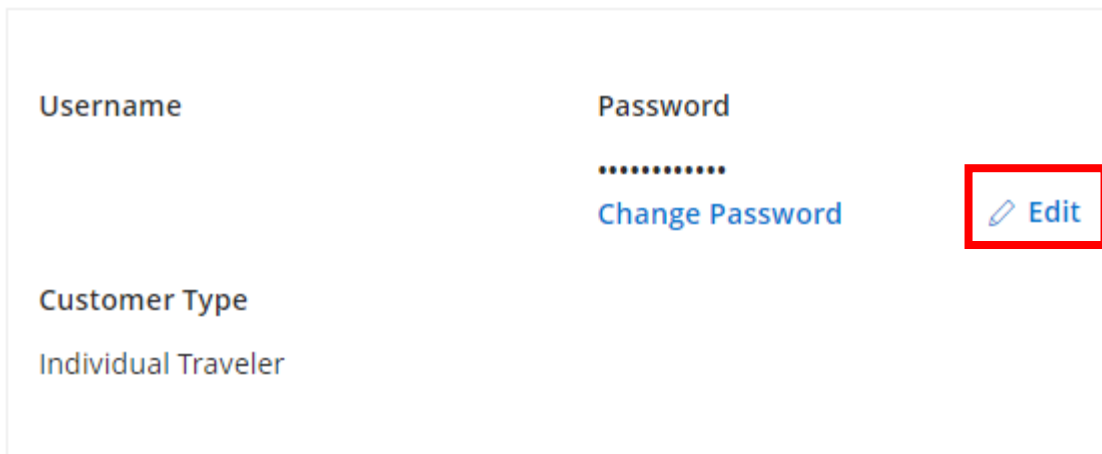 Username
Password
••••••••••••
Change Password
Edit
Customer Type
Individual Traveler